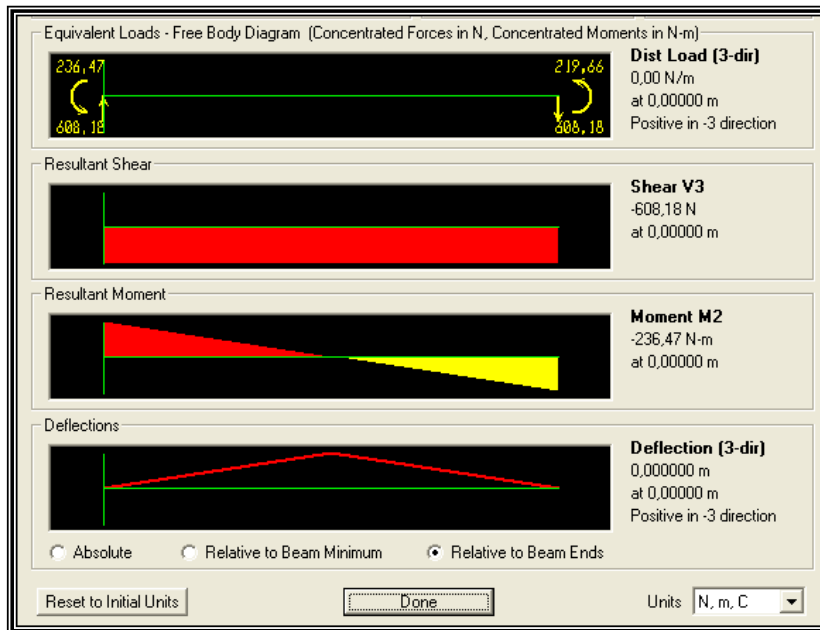 Equivalent Loads - Free Body Diagram (Concentrated Forces in N, Concentrated Moments in N-m)
236,47
219,66
608,18
608,18
Dist Load (3-dir)
0,00 N/m
at 0,00000 m
Positive in -3 direction
Resultant Shear
Shear V3
-608,18 N
at 0,00000 m
Resultant Moment
Moment M2
-236,47 N-m
at 0,00000 m
Deflections
Deflection (3-dir)
0,000000 m
at 0,00000 m
Positive in -3 direction
Absolute
Relative to Beam Minimum
Relative to Beam Ends
Reset to Initial Units
Done
Units
N, m, C